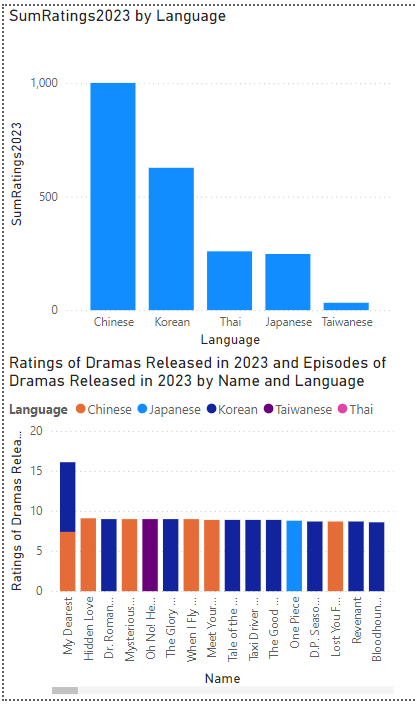 SumRatings2023 by Language
1,000
500
0
SumRatings2023
Chinese Korean Thai Japanese Taiwanese
Language
Ratings of Dramas Released in 2023 and Episodes of
Dramas Released in 2023 by Name and Language
Language Chinese Japanese Korean Taiwanese Thai
20
15
10
5
0
Ratings of Dramas Relea...
My Dearest
Hidden Love
Dr. Roman...
Mysterious...
Oh No! He...
The Glory ...
When I Fly ...
Meet Your...
Tale of the ...
Taxi Driver ...
The Good ...
One Piece
D.P. Seaso...
Lost You F...
Revenant
Bloodhoun...
Name